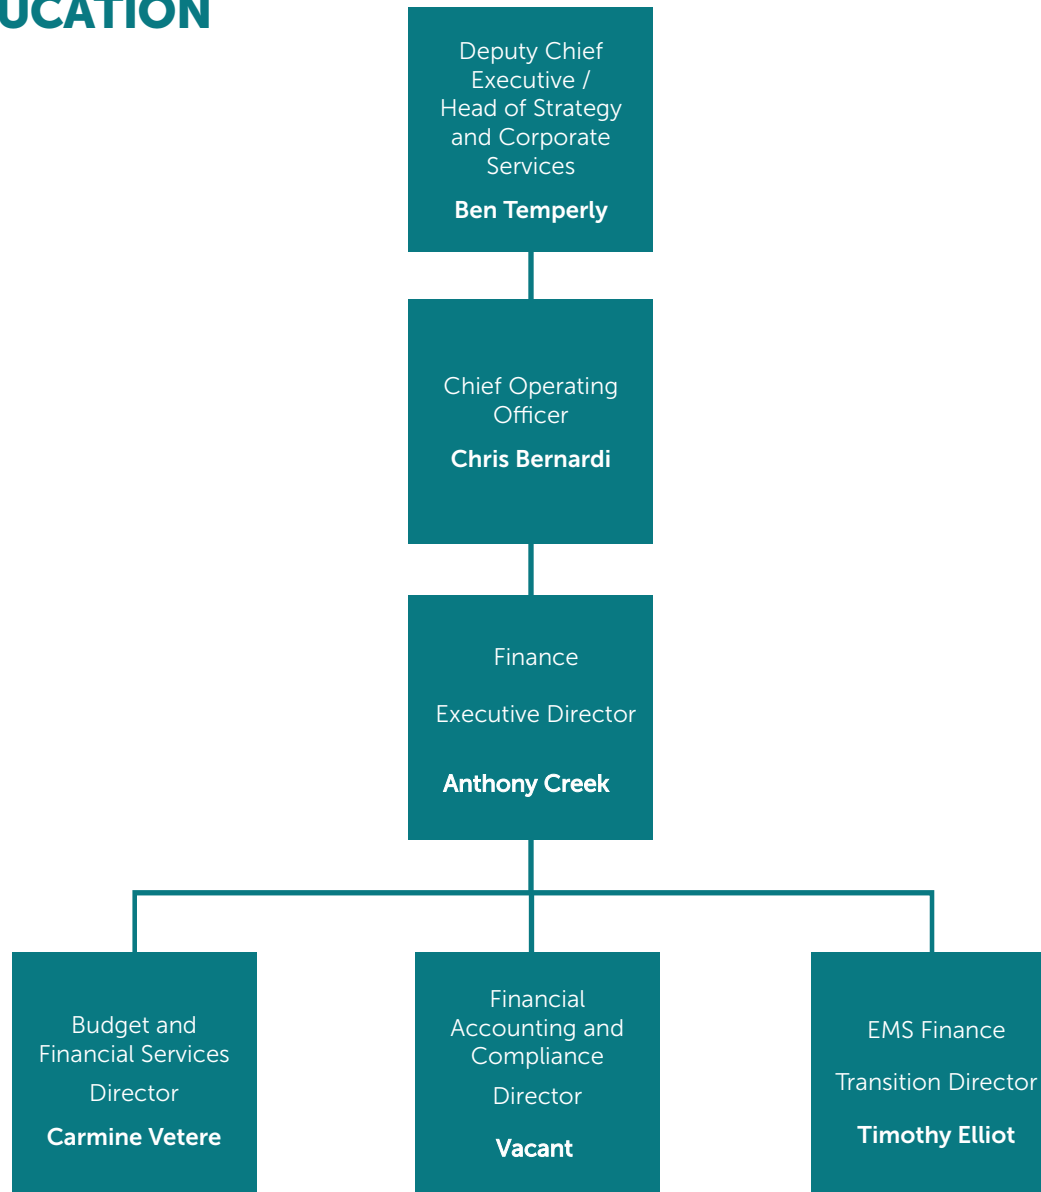 UCATION
Deputy Chief
Executive /
Head of Strategy
and Corporate
Services
Ben Temperly
Chief Operating
Officer
Chris Bernardi
Finance
Executive Director
Anthony Creek
Budget and
Financial Services
Director
Carmine Vetere
Financial
Accounting and
Compliance
Director
Vacant
EMS Finance
Transition Director
Timothy Elliot